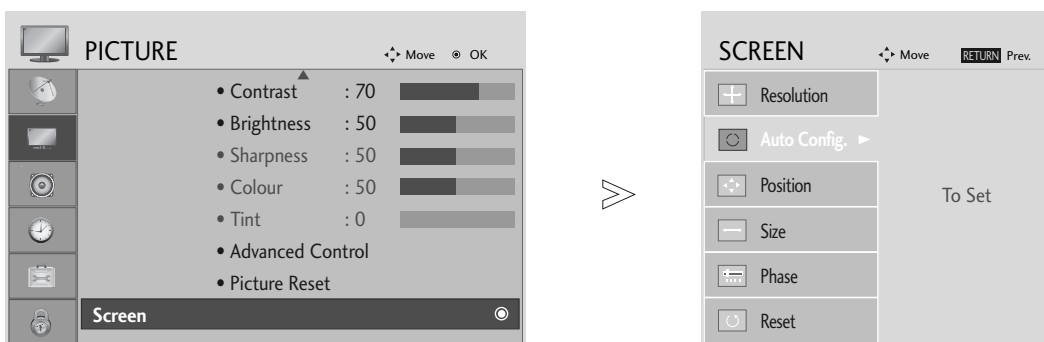 PICTURE
Move OK
• Contrast : 70
• Brightness : 50
• Sharpness : 50
• Colour : 50
• Tint : 0
• Advanced Control
• Picture Reset
Screen
SCREEN
Move RETURN Prev.
Resolution
Auto Config. ►
Position
Size
Phase
Reset
To Set